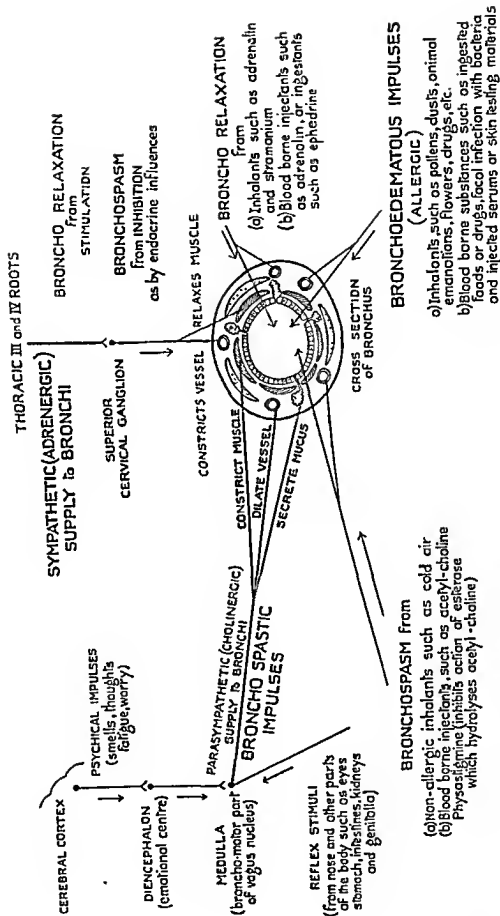 CEREBRAL CORTEX
PSYCHICAL IMPULSES
(smells, thoughts
fatigue, worry)
DIENCEPHALON
(emotional centre)
MEDULLA
(broncho-motor part
of vagus nucleus)
REFLEX STIMULI
(from nose and other parts
of the body such as eyes
stomach, intestines, kidneys
and genitalia)
PARASYMPATHETIC (CHOLINERGIC)
SUPPLY to BRONCHI
BRONCHO SPASTIC
IMPULSES
CONSTRICT MUSCLE
DILATE VESSEL
SECRETE MUCUS
THORACIC III and IV ROOTS
SYMPATHETIC (ADRENERGIC)
SUPPLY to BRONCHI
SUPERIOR
CERVICAL GANGLION
CONSTRICTS VESSEL
RELAXES MUSCLE
BRONCHO RELAXATION
from
STIMULATION
BRONCHOSPASM
from INHIBITION
as by endocrine influences
BRONCHO RELAXATION
from
(a) Inhalants such as adrenalin
and stramanium
(b) Blood borne injectants such
as adrenalin, or ingestants
such as ephedrine
CROSS SECTION
OF BRONCHUS
BRONCHOSPASM from
(a) Non-allergic inhalants such as cold air
(b) Blood borne injectants, such as acetyl-choline
Physastigmine (inhibits action of esterase
which hydrolyses acetyl-choline)
BRONCHOEDEMATOUS IMPULSES
(ALLERGIC)
a) Inhalants, such as pollens, dusts, animal
emanations, flowers, drugs, etc.
b) Blood borne substances such as ingested
foods or drugs, focal infection with bacteria
and injected serums or skin testing materials